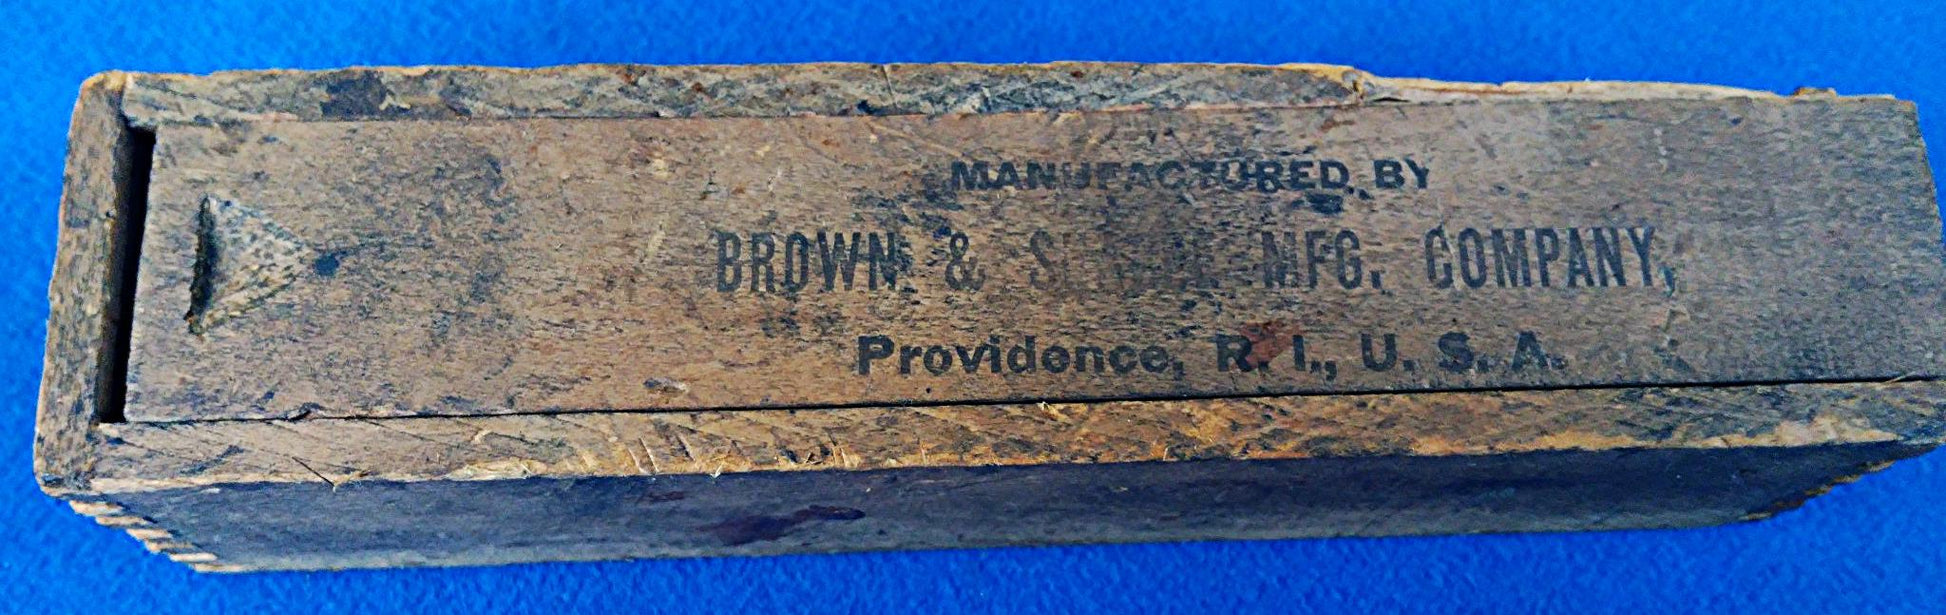 MANUFACTURED BY
BROWN & MFG. COMPANY,
Providence, R. I., U. S. A.